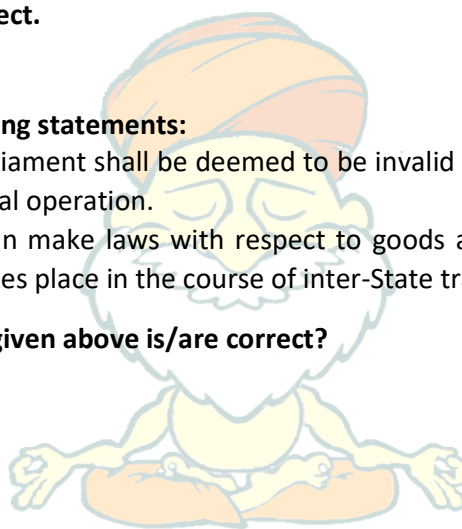 ect.
ng statements:
iament shall be deemed to be invalid
al operation.
n make laws with respect to goods a
es place in the course of inter-State tra
given above is/are correct?